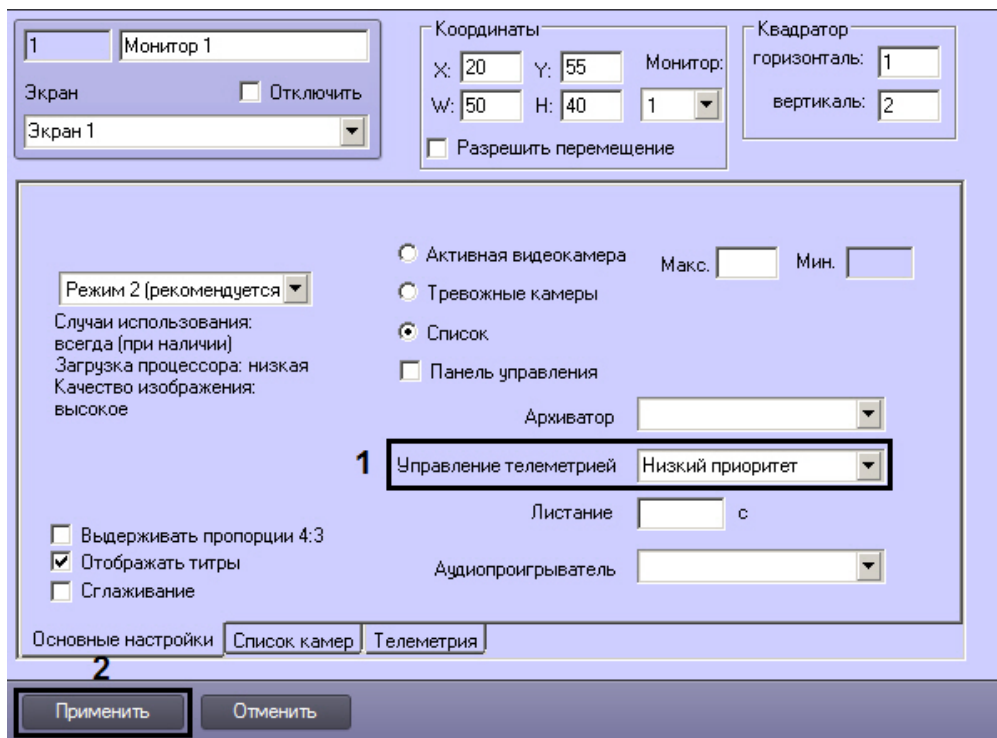 1 Монитор 1
Экран Отключить
Экран 1
Координаты
X: 20 Y: 55 Монитор:
W: 50 H: 40 1
Разрешить перемещение
Квадратор
горизонталь: 1
вертикаль: 2
Режим 2 (рекомендуется
Случаи использования:
всегда (при наличии)
Загрузка процессора: низкая
Качество изображения:
высокое
Активная видеокамера Макс. Мин.
Тревожные камеры
Список
Панель управления
Архиватор
1 Управление телеметрией Низкий приоритет
Листание с
Аудиопроигрыватель
Выдерживать пропорции 4:3
Отображать титры
Сглаживание
Основные настройки Список камер Телеметрия
2
Применить Отменить